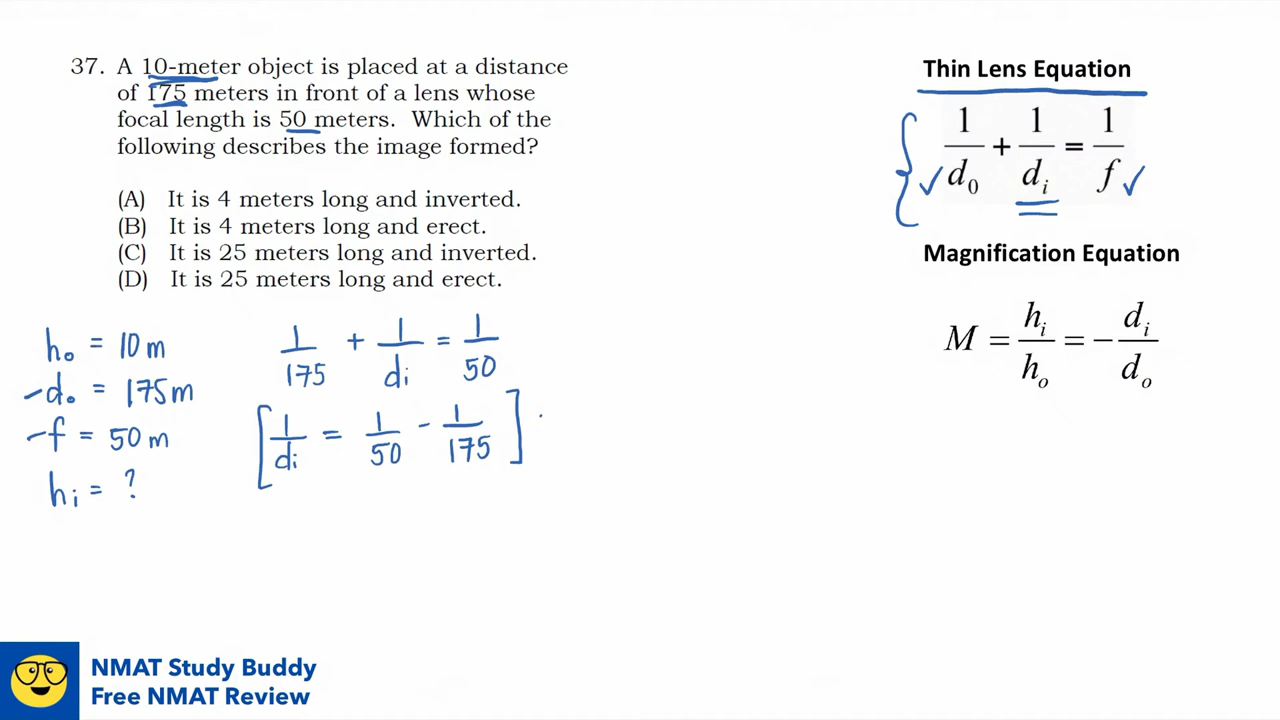 37. A 10-meter object is placed at a distance
of 175 meters in front of a lens whose
focal length is 50 meters. Which of the
following describes the image formed?
(A) It is 4 meters long and inverted.
(B) It is 4 meters long and erect.
(C) It is 25 meters long and inverted.
(D) It is 25 meters long and erect.
h₀ = 10 m
d₀ = 175 m
f = 50 m
hᵢ = ?
1/175 + 1/di = 1/50
[1/di = 1/50 - 1/175]
Thin Lens Equation
1/d₀ + 1/dᵢ = 1/f
Magnification Equation
M = hᵢ/hₒ = -dᵢ/dₒ
NMAT Study Buddy
Free NMAT Review